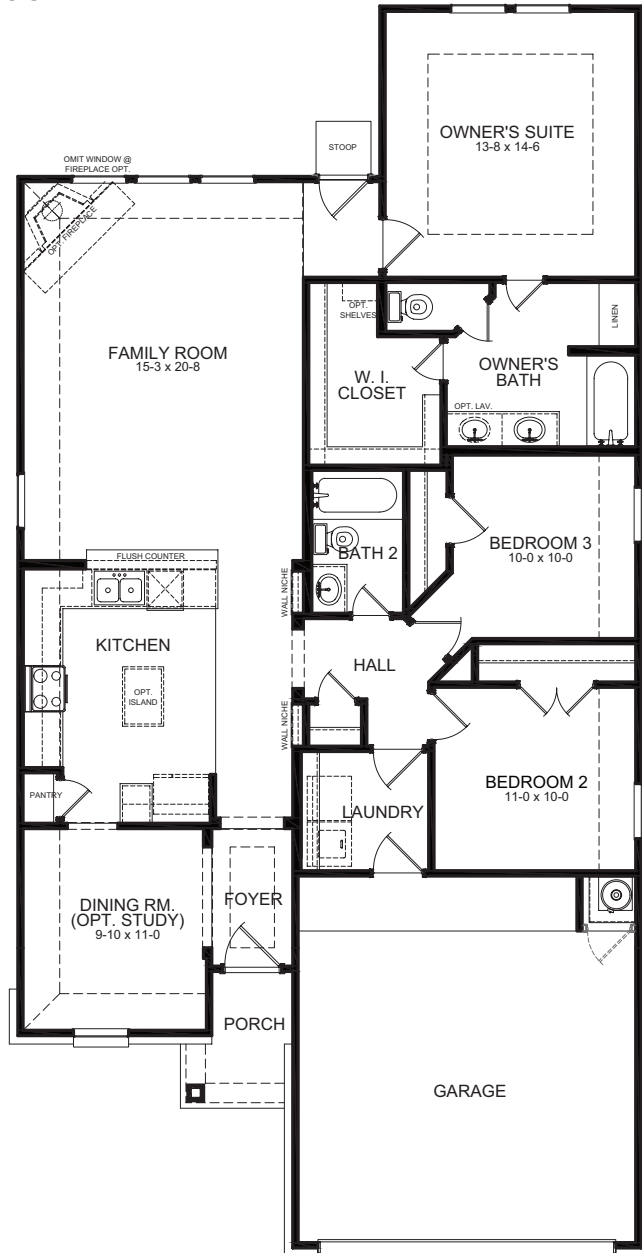 OWNER'S SUITE
13-8 x 14-6
STOOP
OMIT WINDOW @
FIREPLACE OPT.
OPT. FIREPLACE
OPT.
SHELVES
LINEN
FAMILY ROOM
15-3 x 20-8
W. I.
CLOSET
OWNER'S
BATH
OPT. LAV.
BEDROOM 3
10-0 x 10-0
BATH 2
FLUSH COUNTER
WALL NICHE
KITCHEN
HALL
OPT.
ISLAND
WALL NICHE
PANTRY
LAUNDRY
BEDROOM 2
11-0 x 10-0
DINING RM.
(OPT. STUDY)
9-10 x 11-0
FOYER
PORCH
GARAGE